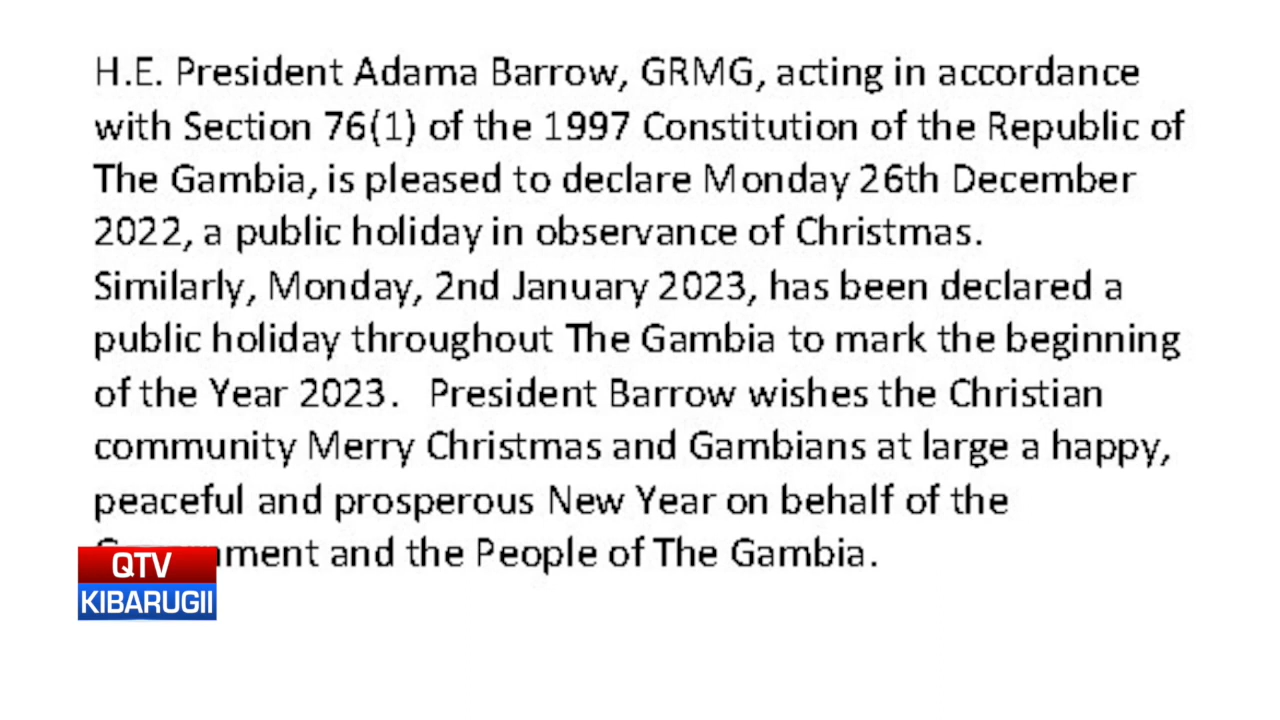 H.E. President Adama Barrow, GRMG, acting in accordance
with Section 76(1) of the 1997 Constitution of the Republic of
The Gambia, is pleased to declare Monday 26th December
2022, a public holiday in observance of Christmas.
Similarly, Monday, 2nd January 2023, has been declared a
public holiday throughout The Gambia to mark the beginning
of the Year 2023. President Barrow wishes the Christian
community Merry Christmas and Gambians at large a happy,
peaceful and prosperous New Year on behalf of the
and the People of The Gambia.
QTV
KIBARUGII